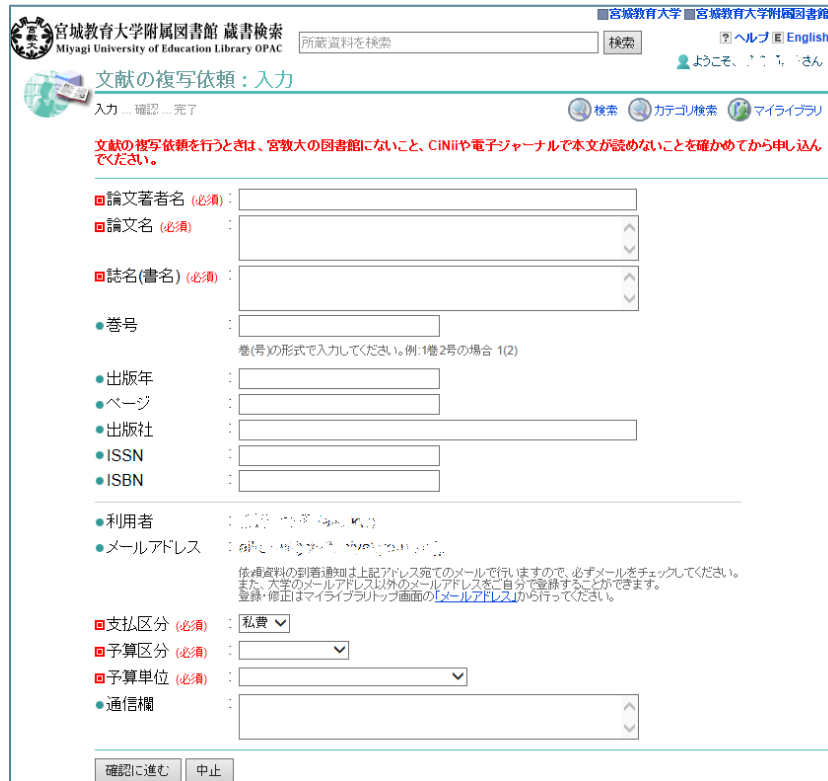 宮城教育大学 宮城教育大学附属図書館
宮城教育大学附属図書館 蔵書検索
Miyagi University of Education Library OPAC
所蔵資料を検索 検索
? ヘルプ E English
ようこそ、 さん
文献の複写依頼：入力
入力 ... 確認 ... 完了
検索 カテゴリ検索 マイライブラリ
文献の複写依頼を行うときは、宮教大の図書館にないこと、CiNiiや電子ジャーナルで本文が読めないことを確かめてから申し込ん
でください。
論文著者名 (必須) :
論文名 (必須) :
誌名(書名) (必須) :
巻号 :
巻(号)の形式で入力してください。例:1巻2号の場合 1(2)
出版年 :
ページ :
出版社 :
ISSN :
ISBN :
利用者 :
メールアドレス :
依頼資料の到着通知は上記アドレス宛てのメールで行いますので、必ずメールをチェックしてください。
また、大学のメールアドレス以外のメールアドレスをご自分で登録することができます。
登録・修正はマイライブラリトップ画面の「メールアドレス」から行ってください。
支払区分 (必須) : 私費
予算区分 (必須) :
予算単位 (必須) :
通信欄 :
確認に進む 中止